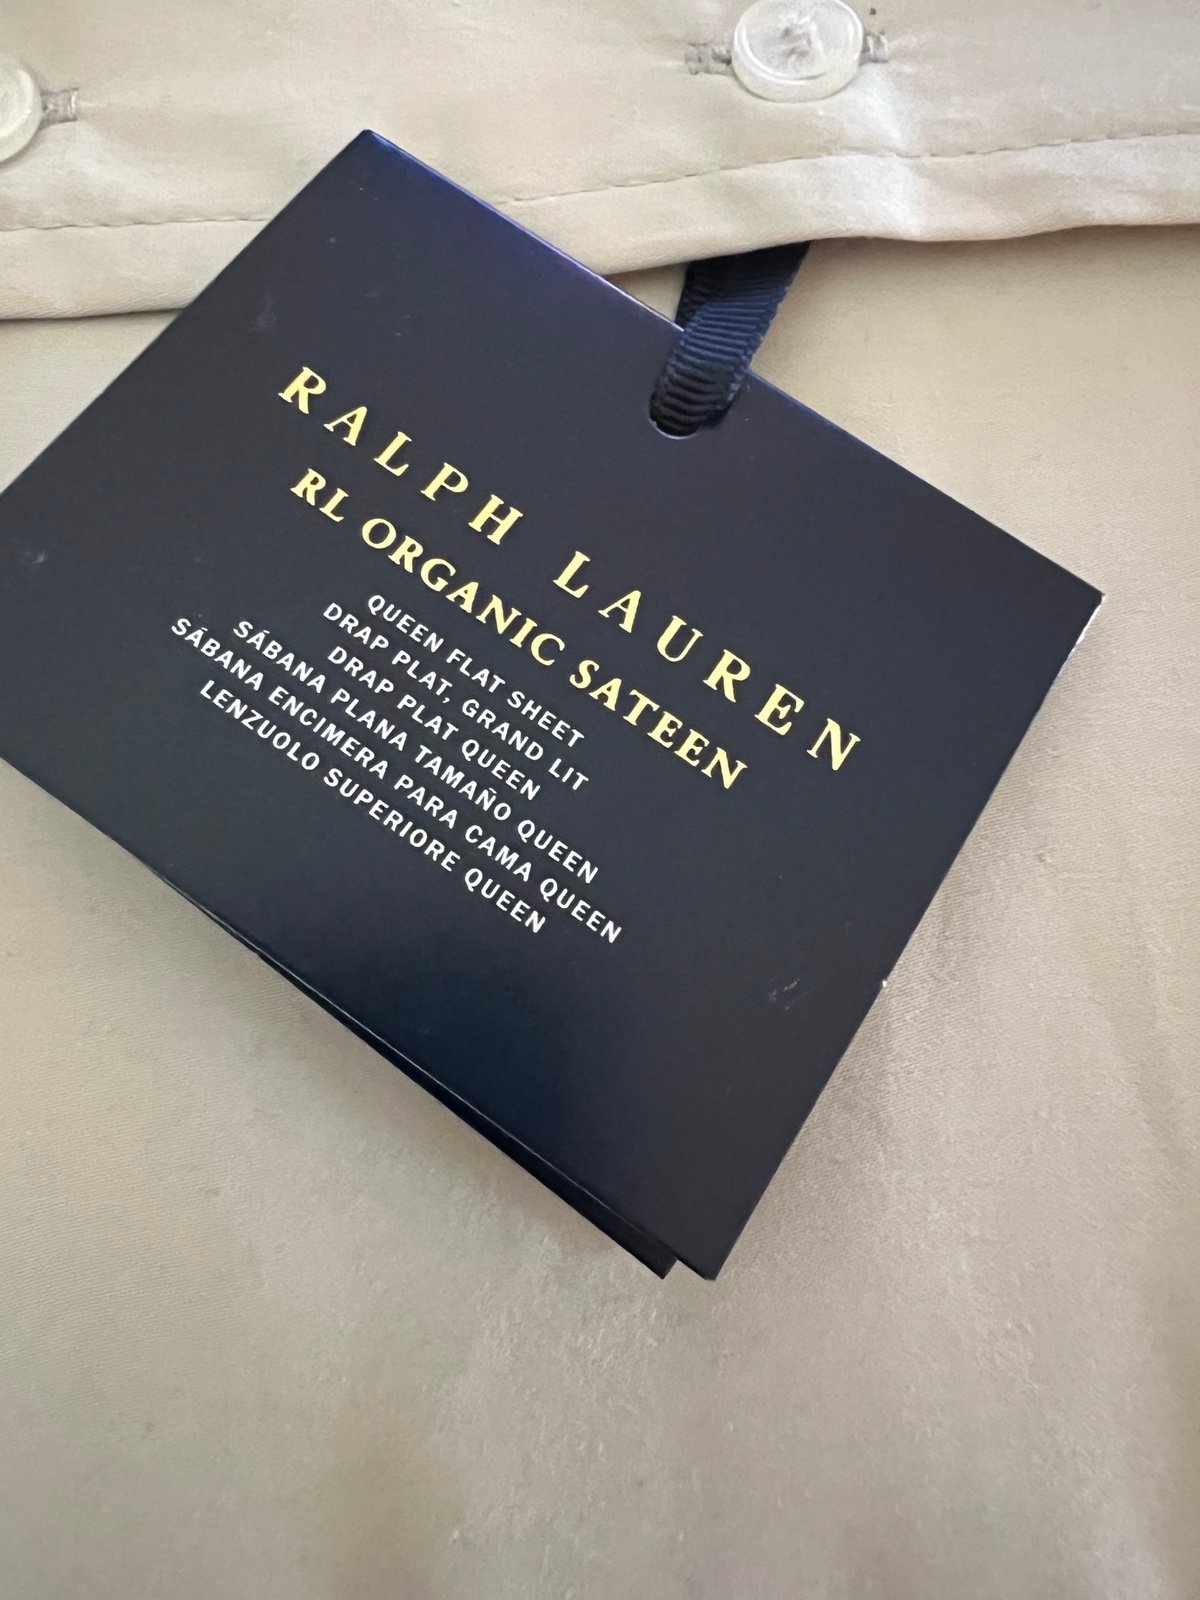 RALPH LAUREN
RL ORGANIC SATEEN
QUEEN FLAT SHEET
DRAP PLAT, GRAND LIT
DRAP PLAT QUEEN
SÁBANA PLANA TAMAÑO QUEEN
SÁBANA ENCIMERA PARA CAMA QUEEN
LENZUOLO SUPERIORE QUEEN